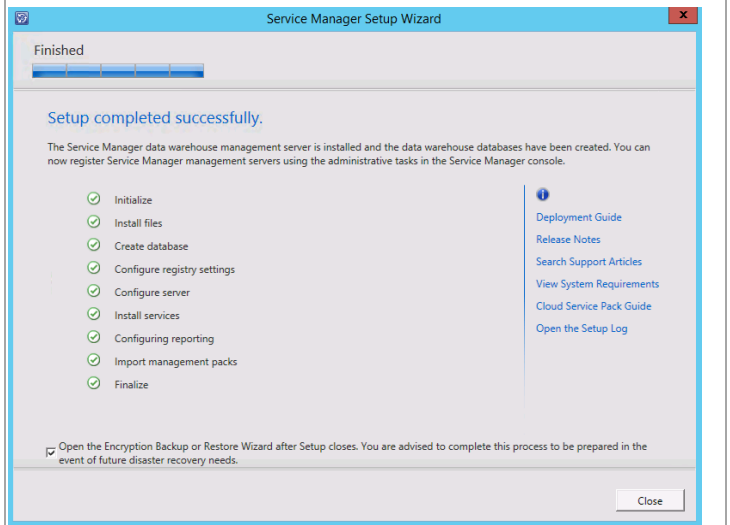 Service Manager Setup Wizard
x
Finished
Setup completed successfully.
The Service Manager data warehouse management server is installed and the data warehouse databases have been created. You can
now register Service Manager management servers using the administrative tasks in the Service Manager console.
Initialize
Install files
Create database
Configure registry settings
Configure server
Install services
Configuring reporting
Import management packs
Finalize
Deployment Guide
Release Notes
Search Support Articles
View System Requirements
Cloud Service Pack Guide
Open the Setup Log
Open the Encryption Backup or Restore Wizard after Setup closes. You are advised to complete this process to be prepared in the
event of future disaster recovery needs.
Close